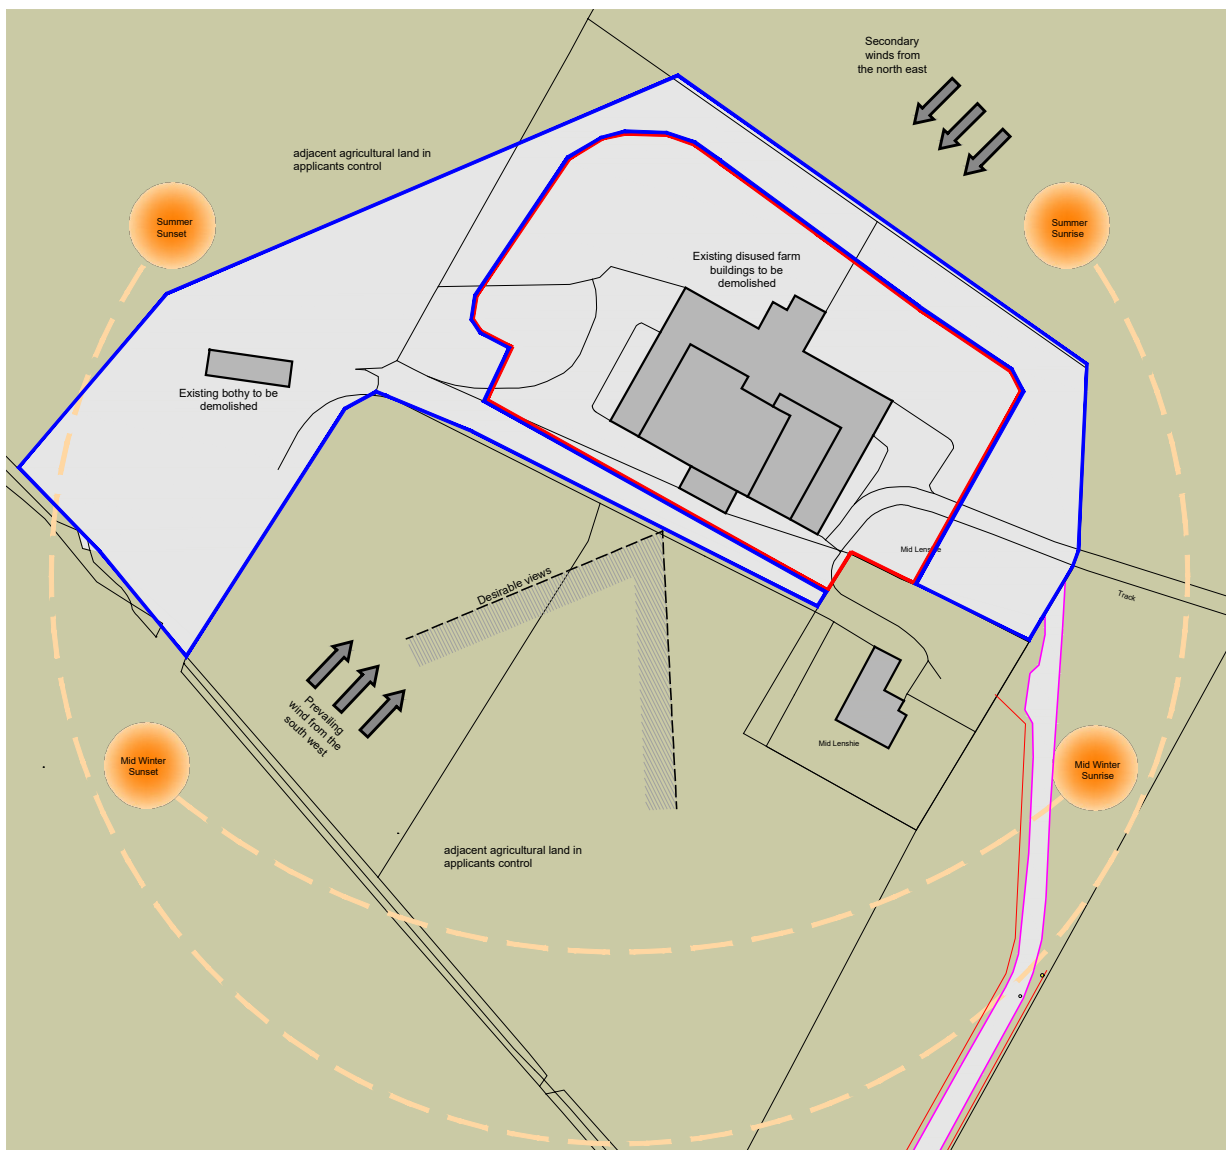 Secondary
winds from
the north east
adjacent agricultural land in
applicants control
Summer
Sunset
Summer
Sunrise
Existing disused farm
buildings to be
demolished
Existing bothy to be
demolished
Mid Lenshie
Desirable views
Track
Prevailing
wind from the
south west
Mid Lenshie
Mid Winter
Sunset
Mid Winter
Sunrise
adjacent agricultural land in
applicants control